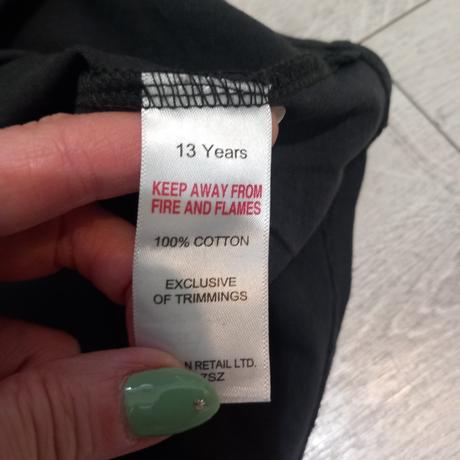 13 Years
KEEP AWAY FROM
FIRE AND FLAMES
100% COTTON
EXCLUSIVE
OF TRIMMINGS
RETAIL LTD.